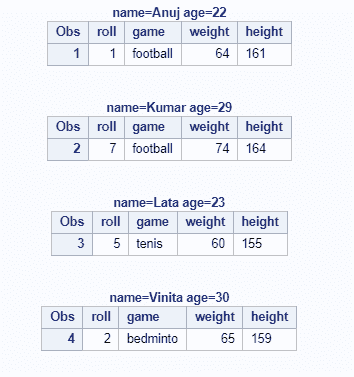 name=Anuj age=22
Obs roll game weight height
1 1 football 64 161
name=Kumar age=29
Obs roll game weight height
2 7 football 74 164
name=Lata age=23
Obs roll game weight height
3 5 tenis 60 155
name=Vinita age=30
Obs roll game weight height
4 2 bedminto 65 159